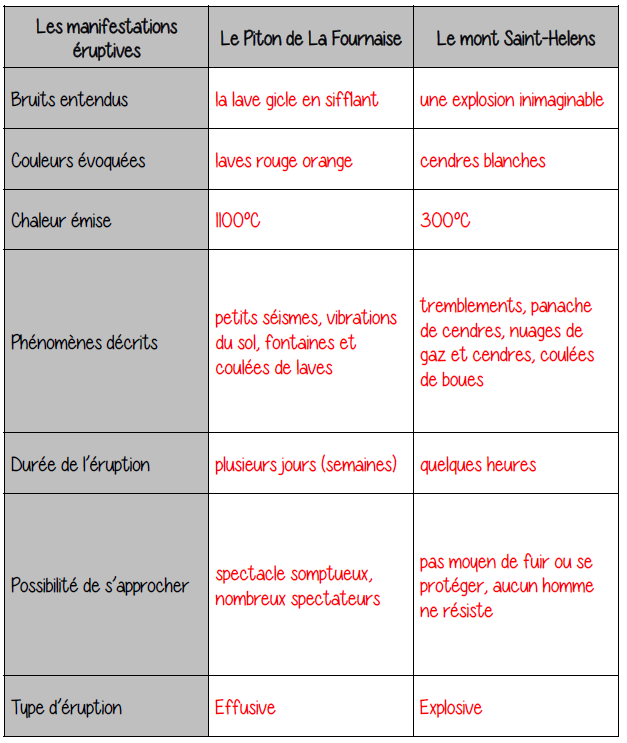 Les manifestations
éruptives
Le Piton de La Fournaise
Le mont Saint-Helens
Bruits entendus
la lave gicle en sifflant
une explosion inimaginable
Couleurs évoquées
laves rouge orange
cendres blanches
Chaleur émise
1100°C
300°C
Phénomènes décrits
petits séismes, vibrations
du sol, fontaines et
coulées de laves
tremblements, panache
de cendres, nuages de
gaz et cendres, coulées
de boues
Durée de l'éruption
plusieurs jours (semaines)
quelques heures
Possibilité de s'approcher
spectacle somptueux,
nombreux spectateurs
pas moyen de fuir ou se
protéger, aucun homme
ne résiste
Type d'éruption
Effusive
Explosive